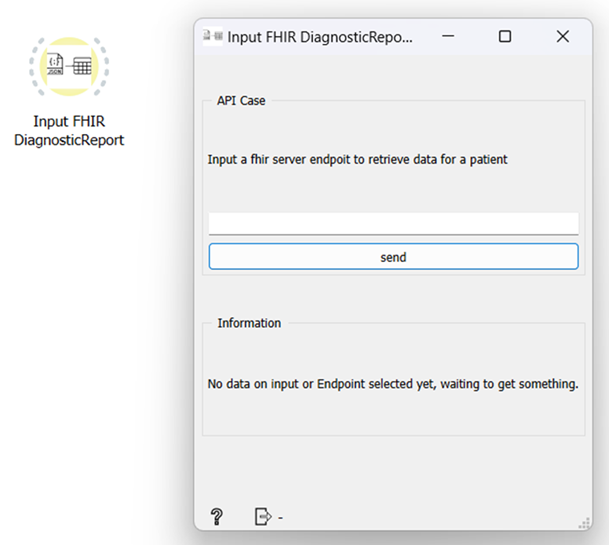 {:}
JSON
Input FHIR
DiagnosticReport
Input FHIR DiagnosticRepo...
API Case
Input a fhir server endpoit to retrieve data for a patient
send
Information
No data on input or Endpoint selected yet, waiting to get something.
? -